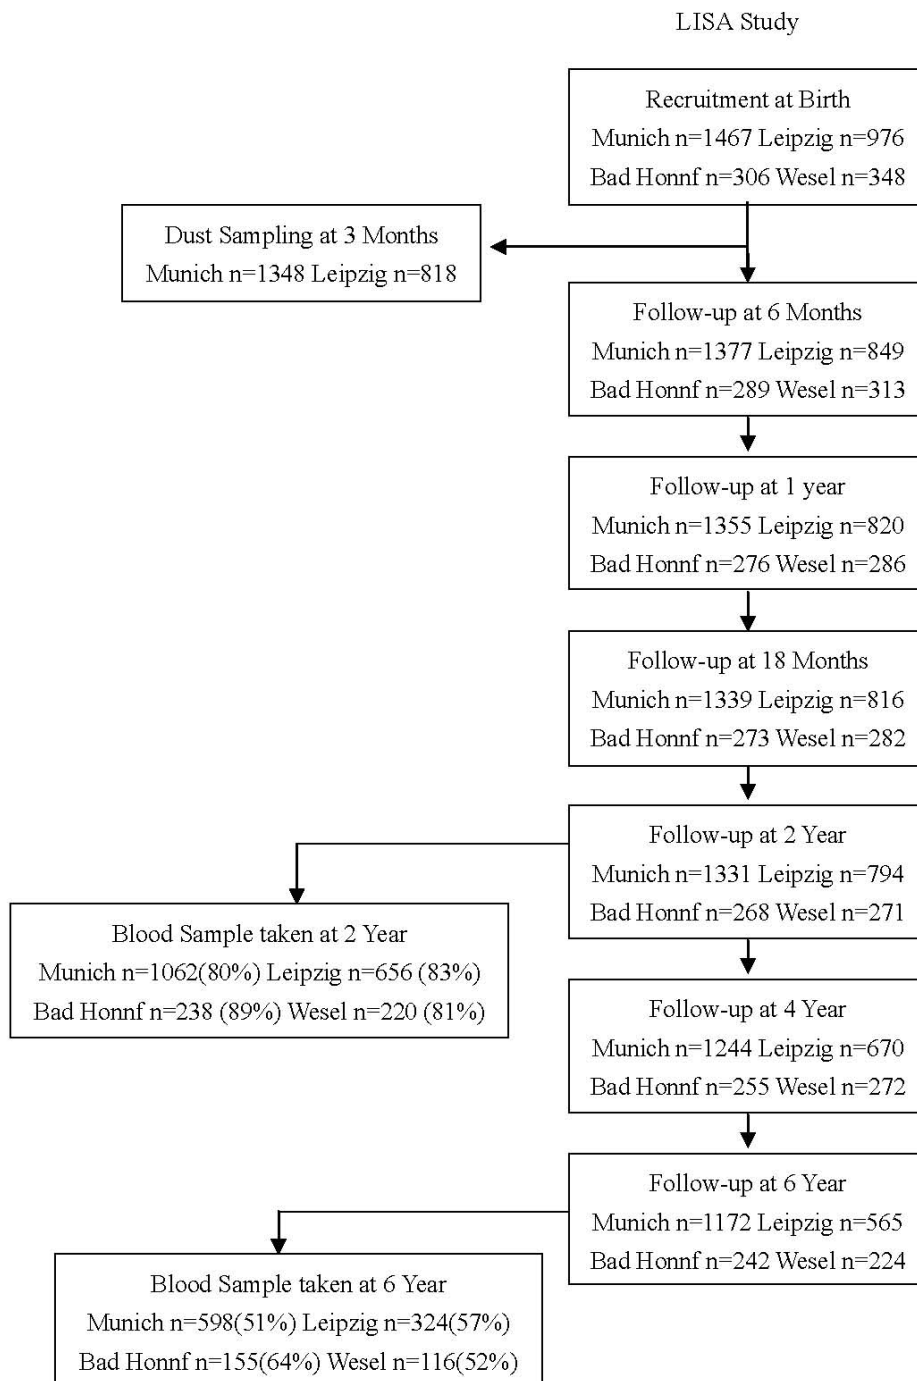 LISA Study
Recruitment at Birth
Munich n=1467 Leipzig n=976
Bad Honnf n=306 Wesel n=348
Dust Sampling at 3 Months
Munich n=1348 Leipzig n=818
Follow-up at 6 Months
Munich n=1377 Leipzig n=849
Bad Honnf n=289 Wesel n=313
Follow-up at 1 year
Munich n=1355 Leipzig n=820
Bad Honnf n=276 Wesel n=286
Follow-up at 18 Months
Munich n=1339 Leipzig n=816
Bad Honnf n=273 Wesel n=282
Follow-up at 2 Year
Munich n=1331 Leipzig n=794
Bad Honnf n=268 Wesel n=271
Blood Sample taken at 2 Year
Munich n=1062(80%) Leipzig n=656 (83%)
Bad Honnf n=238 (89%) Wesel n=220 (81%)
Follow-up at 4 Year
Munich n=1244 Leipzig n=670
Bad Honnf n=255 Wesel n=272
Follow-up at 6 Year
Munich n=1172 Leipzig n=565
Bad Honnf n=242 Wesel n=224
Blood Sample taken at 6 Year
Munich n=598(51%) Leipzig n=324(57%)
Bad Honnf n=155(64%) Wesel n=116(52%)